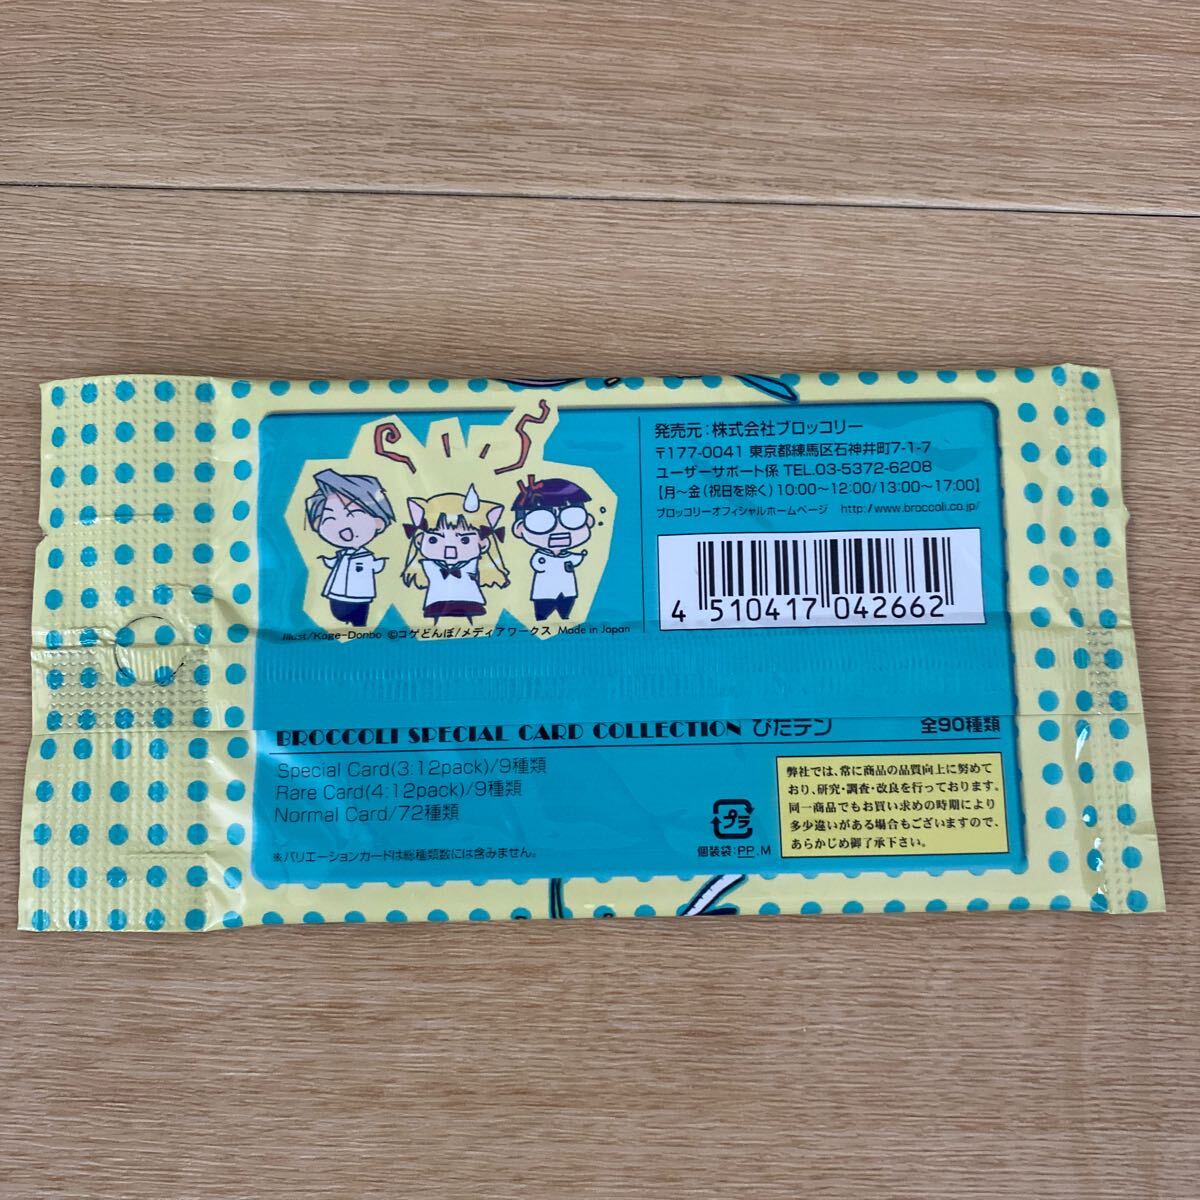 発売元:株式会社ブロッコリー
〒177-0041 東京都練馬区石神井町7-1-7
ユーザーサポート係 TEL.03-5372-6208
【月〜金(祝日を除く)10:00〜12:00/13:00〜17:00】
ブロッコリーオフィシャルホームページ http://www.broccoli.co.jp/
4 510417 042662
Illust/Koge-Donbo ©コゲどんぼ/メディアワークス Made in Japan
BROCCOLI SPECIAL CARD COLLECTION ぴたテン 全90種類
Special Card(3:12pack)/9種類
Rare Card(4:12pack)/9種類
Normal Card/72種類
※バリエーションカードは総種類数には含みません。
プラ
個装袋:PP,M
弊社では、常に商品の品質向上に努めて
おり、研究・調査・改良を行っております。
同一商品でもお買い求めの時期により
多少違いがある場合もございますので、
あらかじめ御了承下さい。